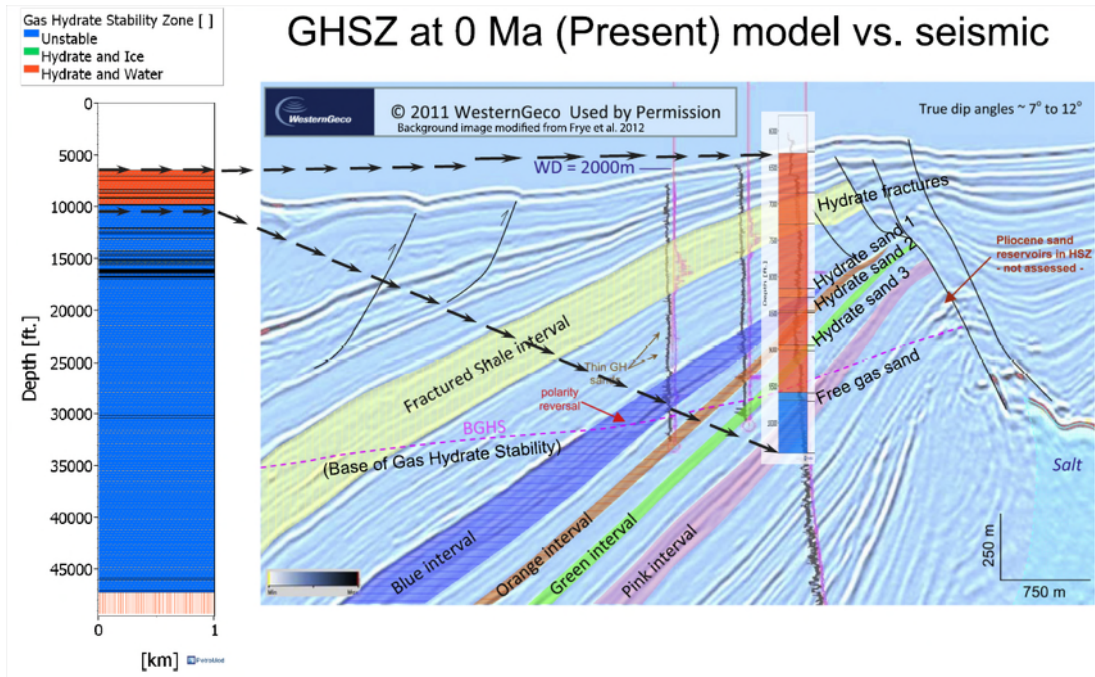 GHSZ at 0 Ma (Present) model vs. seismic
Gas Hydrate Stability Zone [ ]
Unstable
Hydrate and Ice
Hydrate and Water
WesternGeco
© 2011 WesternGeco Used by Permission
Background image modified from Frye et al. 2012
True dip angles ~ 7° to 12°
WD = 2000m
Hydrate fractures
Hydrate sand 1
Hydrate sand 2
Hydrate sand 3
Free gas sand
Pliocene sand
reservoirs in HSZ
- not assessed -
Thin GH
sands
Fractured Shale interval
polarity
reversal
BGHS
(Base of Gas Hydrate Stability)
Blue interval
Orange interval
Green interval
Pink interval
Salt
250 m
750 m
Depth [ft.]
0
5000
10000
15000
20000
25000
30000
35000
40000
45000
Depth [ft.]
0
1
[km]